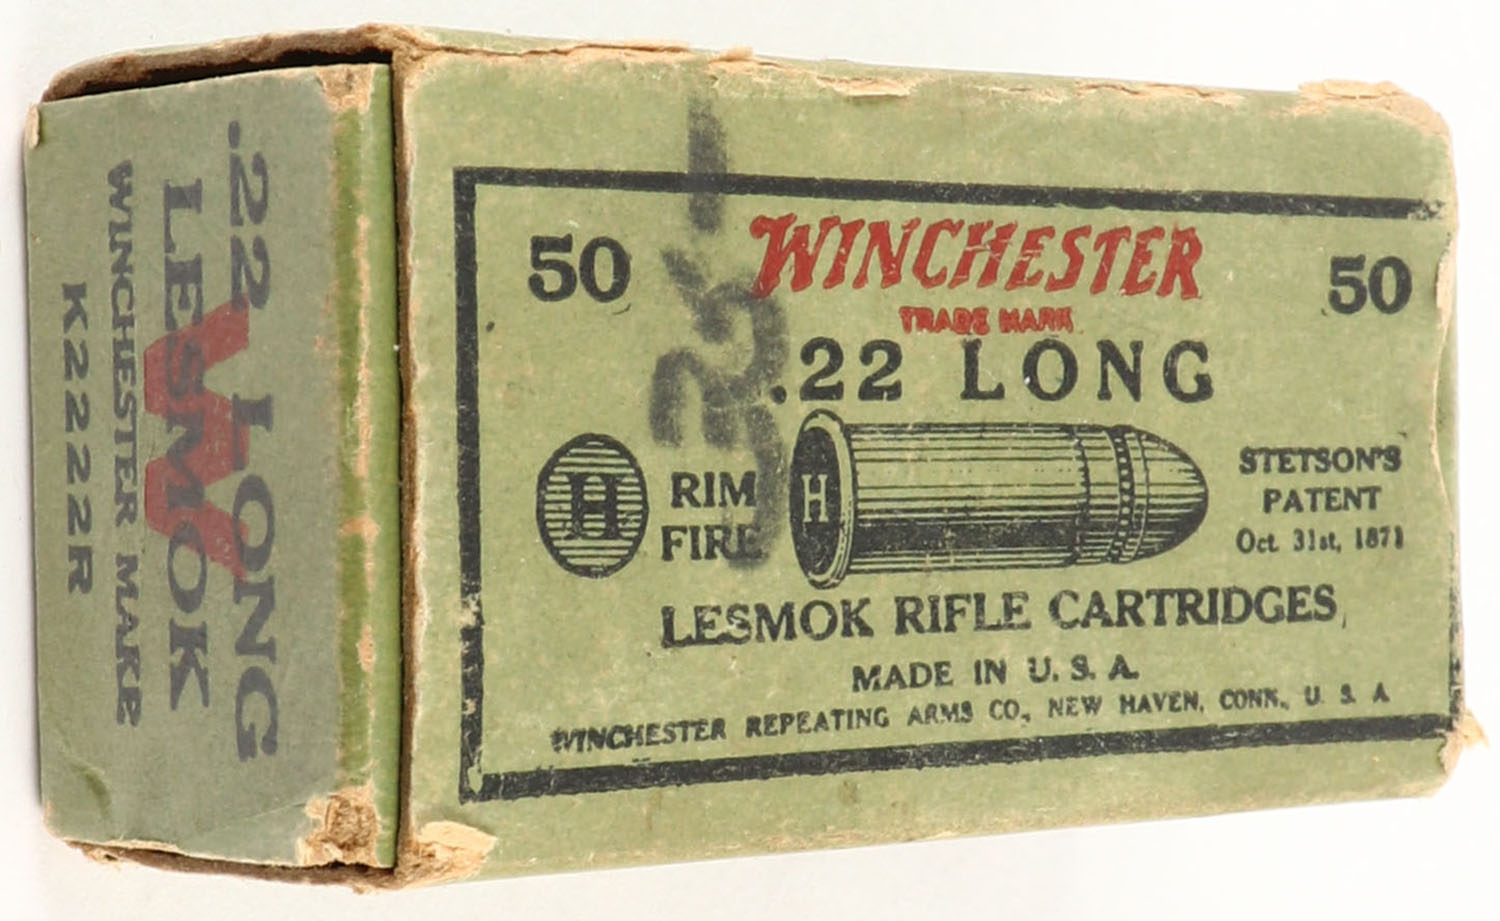 50
WINCHESTER
50
TRADE MARK
.22 LONG
H
RIM
FIRE
H
STETSON'S
PATENT
Oct. 31st, 1871
LESMOK RIFLE CARTRIDGES
MADE IN U. S. A.
WINCHESTER REPEATING ARMS CO., NEW HAVEN, CONN., U. S. A
.22 LONG
LESMOK
W
WINCHESTER MAKE
K2222R